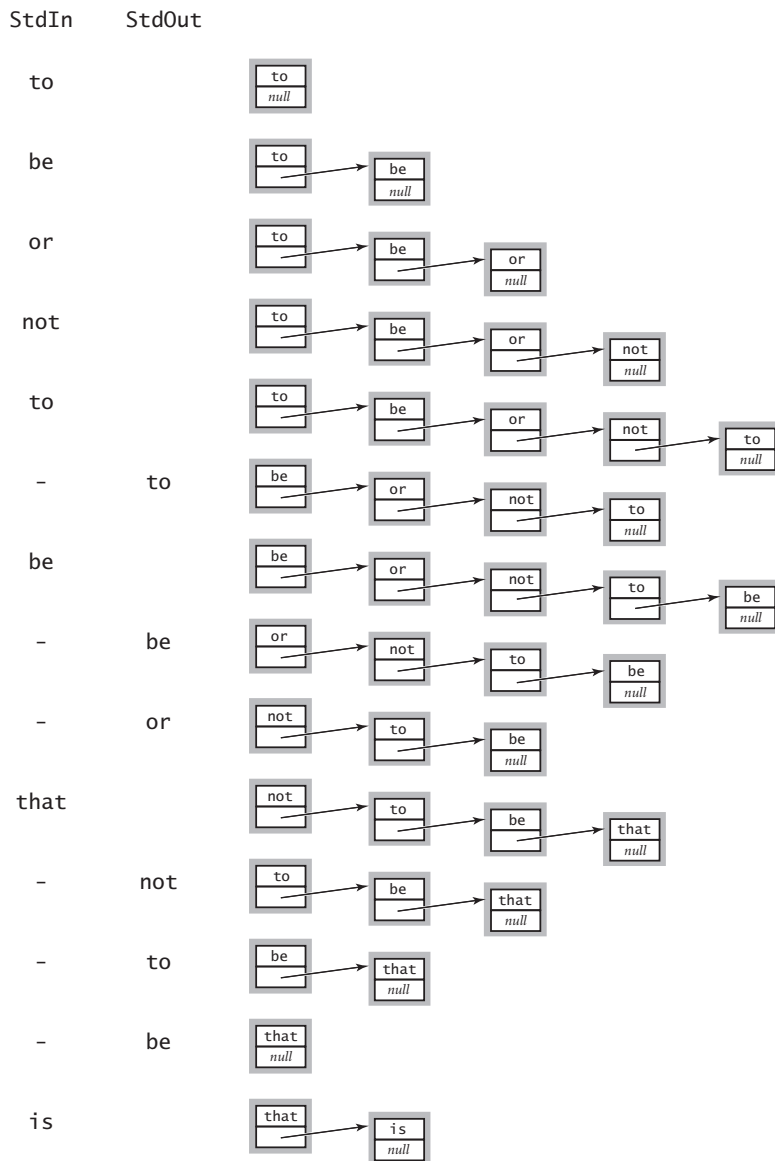 StdIn StdOut
to to
null
be to be
null
or to be or
null
not to be or not
null
to to be or not to
null
- to be or not to
null
be be or not to be
null
- be or not to be
null
- or not to be
null
that not to be that
null
- not to be that
null
- to be that
null
- be that
null
is that is
null